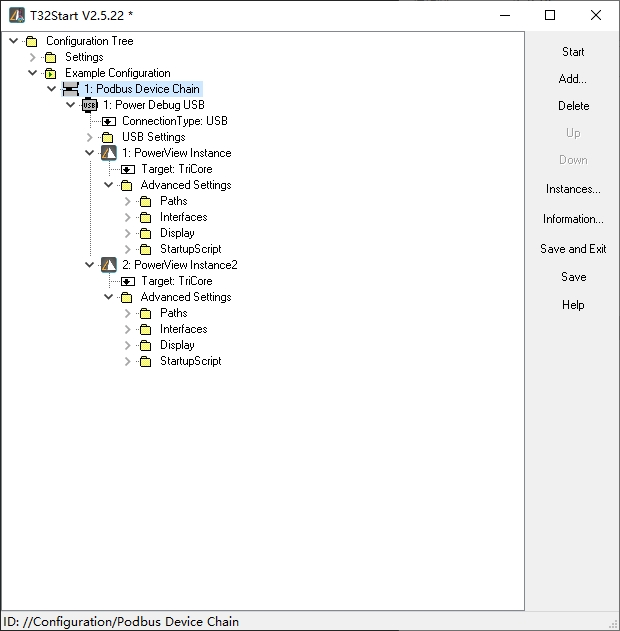 T32Start V2.5.22 *
Configuration Tree
Settings
Example Configuration
1: Podbus Device Chain
USB
1: Power Debug USB
ConnectionType: USB
USB Settings
1: PowerView Instance
Target: TriCore
Advanced Settings
Paths
Interfaces
Display
StartupScript
2: PowerView Instance2
Target: TriCore
Advanced Settings
Paths
Interfaces
Display
StartupScript
Start
Add...
Delete
Up
Down
Instances...
Information...
Save and Exit
Save
Help
ID: //Configuration/Podbus Device Chain